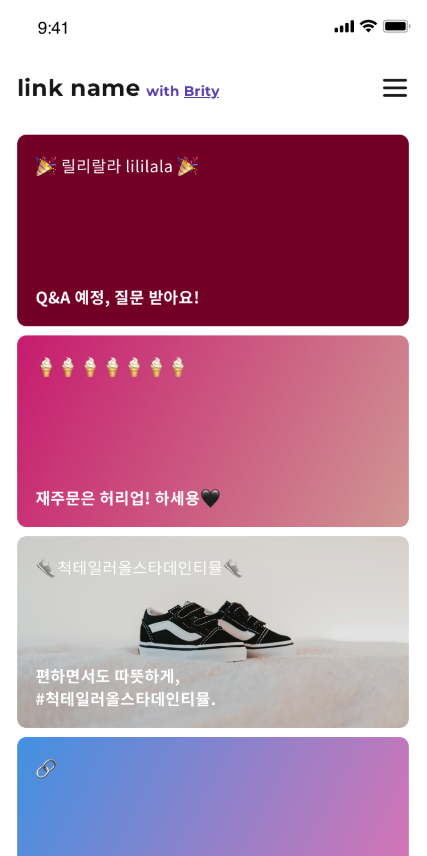 9:41
link name with Brity
🎉 릴리랄라 lililala 🎉
Q&A 예정, 질문 받아요!
🍦🍦🍦🍦🍦🍦🍦
재주문은 허리업! 하세용🖤
👟척테일러올스타데인티뮬👟
편하면서도 따뜻하게,
#척테일러올스타데인티뮬.
🔗